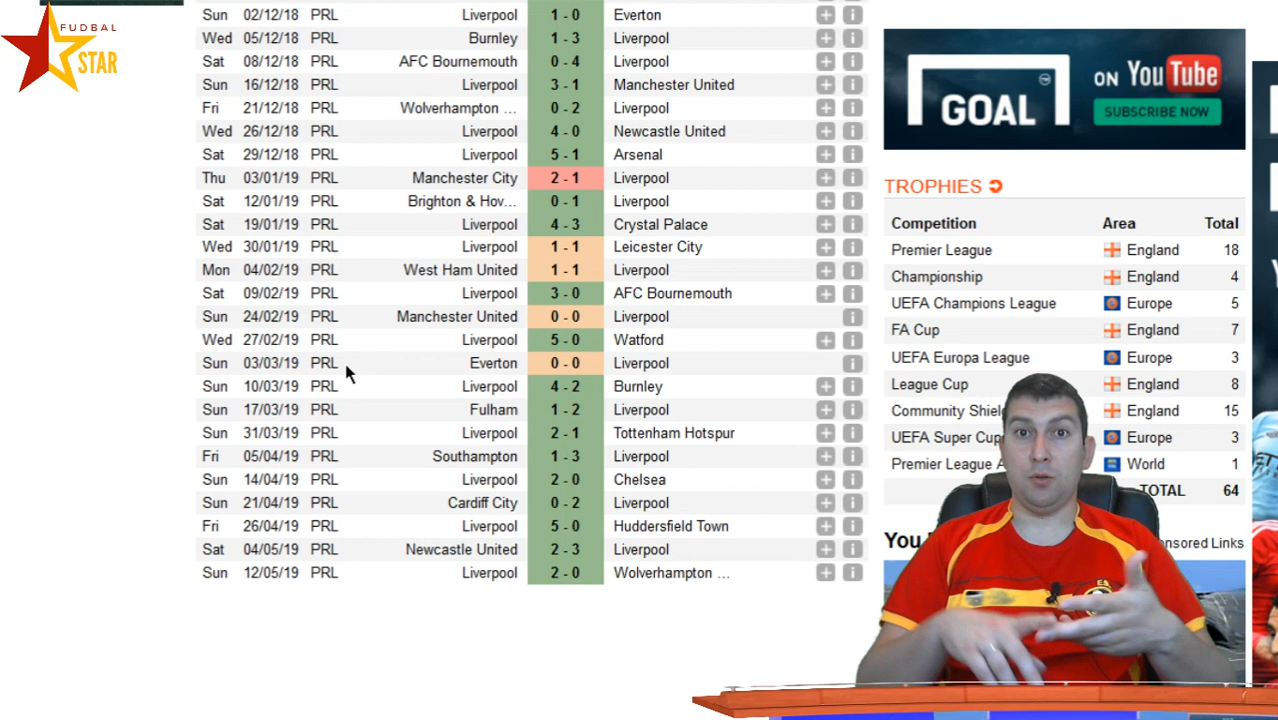 FUDBAL
STAR
Sun 02/12/18 PRL Liverpool 1 - 0 Everton
Wed 05/12/18 PRL Burnley 1 - 3 Liverpool
Sat 08/12/18 PRL AFC Bournemouth 0 - 4 Liverpool
Sun 16/12/18 PRL Liverpool 3 - 1 Manchester United
Fri 21/12/18 PRL Wolverhampton ... 0 - 2 Liverpool
Wed 26/12/18 PRL Liverpool 4 - 0 Newcastle United
Sat 29/12/18 PRL Liverpool 5 - 1 Arsenal
Thu 03/01/19 PRL Manchester City 2 - 1 Liverpool
Sat 12/01/19 PRL Brighton & Hov... 0 - 1 Liverpool
Sat 19/01/19 PRL Liverpool 4 - 3 Crystal Palace
Wed 30/01/19 PRL Liverpool 1 - 1 Leicester City
Mon 04/02/19 PRL West Ham United 1 - 1 Liverpool
Sat 09/02/19 PRL Liverpool 3 - 0 AFC Bournemouth
Sun 24/02/19 PRL Manchester United 0 - 0 Liverpool
Wed 27/02/19 PRL Liverpool 5 - 0 Watford
Sun 03/03/19 PRL Everton 0 - 0 Liverpool
Sun 10/03/19 PRL Liverpool 4 - 2 Burnley
Sun 17/03/19 PRL Fulham 1 - 2 Liverpool
Sun 31/03/19 PRL Liverpool 2 - 1 Tottenham Hotspur
Fri 05/04/19 PRL Southampton 1 - 3 Liverpool
Sun 14/04/19 PRL Liverpool 2 - 0 Chelsea
Sun 21/04/19 PRL Cardiff City 0 - 2 Liverpool
Fri 26/04/19 PRL Liverpool 5 - 0 Huddersfield Town
Sat 04/05/19 PRL Newcastle United 2 - 3 Liverpool
Sun 12/05/19 PRL Liverpool 2 - 0 Wolverhampton ...
GOAL
ON YouTube
SUBSCRIBE NOW
TROPHIES
Competition Area Total
Premier League England 18
Championship England 4
UEFA Champions League Europe 5
FA Cup England 7
UEFA Europa League Europe 3
League Cup England 8
Community Shiel England 15
UEFA Super Cup Europe 3
Premier League A World 1
TOTAL 64
You
onsored Links